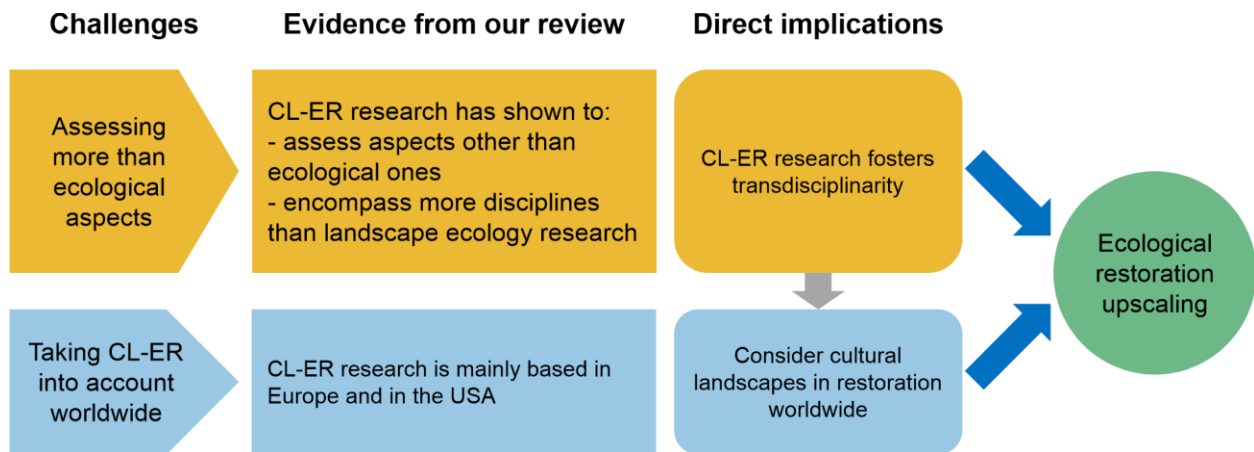 Challenges
Evidence from our review
Direct implications
Assessing
more than
ecological
aspects
CL-ER research has shown to:
- assess aspects other than
ecological ones
- encompass more disciplines
than landscape ecology research
CL-ER research fosters
transdisciplinarity
Ecological
restoration
upscaling
Taking CL-ER
into account
worldwide
CL-ER research is mainly based in
Europe and in the USA
Consider cultural
landscapes in restoration
worldwide